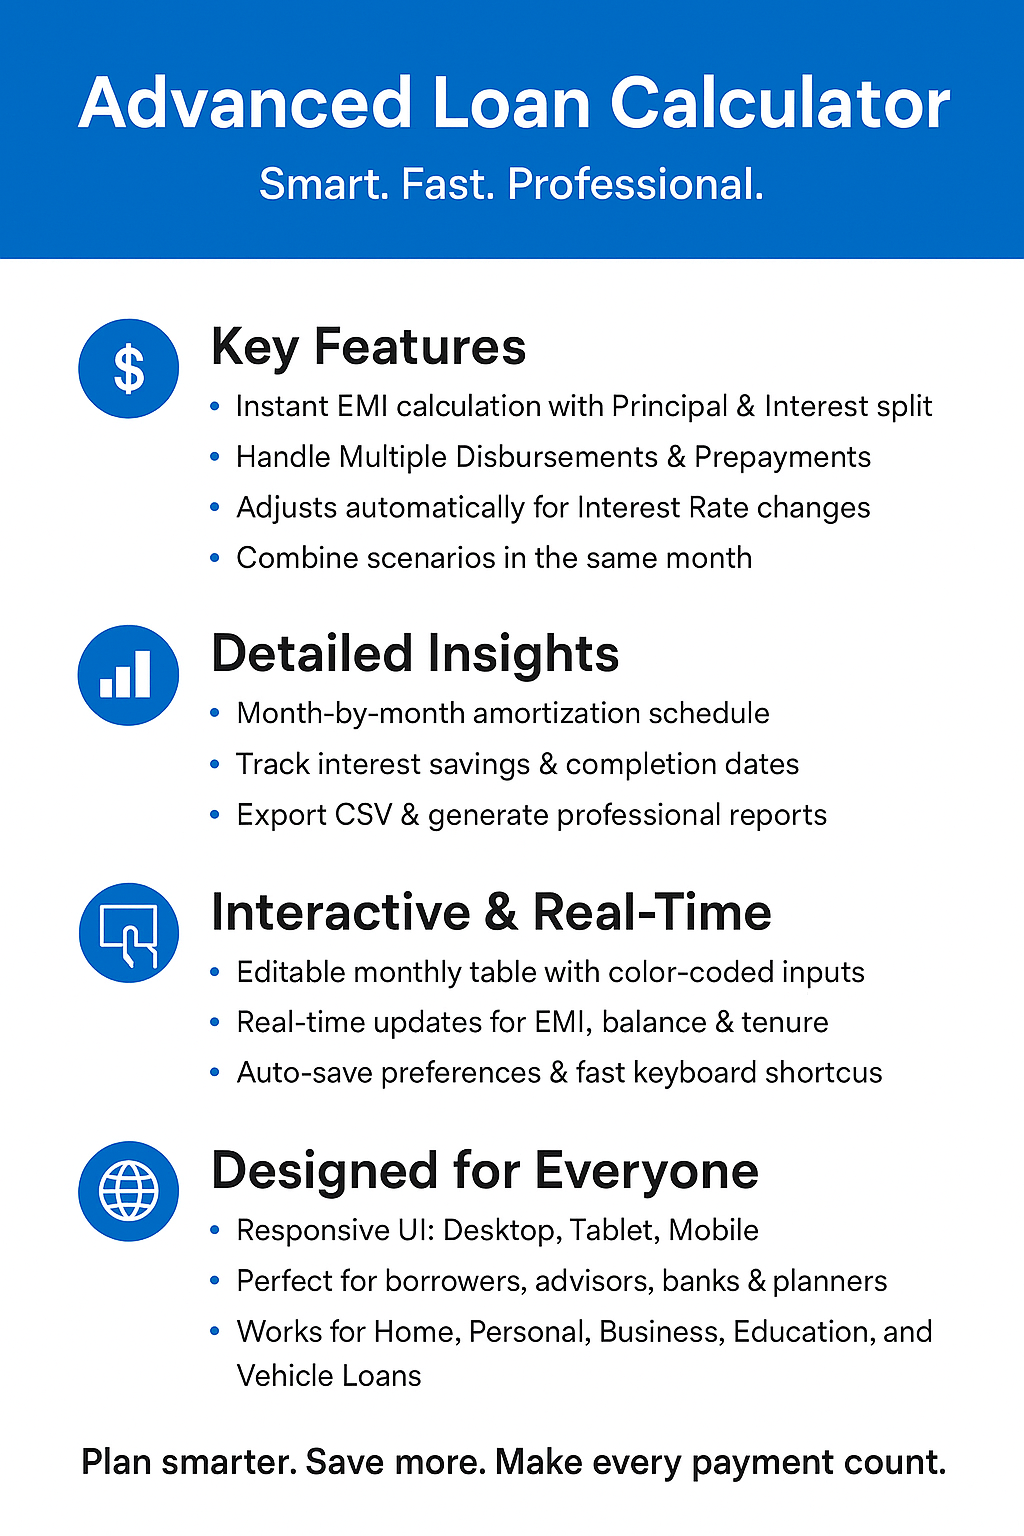 Advanced Loan Calculator
Smart. Fast. Professional.
$
Key Features
• Instant EMI calculation with Principal & Interest split
• Handle Multiple Disbursements & Prepayments
• Adjusts automatically for Interest Rate changes
• Combine scenarios in the same month
Detailed Insights
• Month-by-month amortization schedule
• Track interest savings & completion dates
• Export CSV & generate professional reports
Interactive & Real-Time
• Editable monthly table with color-coded inputs
• Real-time updates for EMI, balance & tenure
• Auto-save preferences & fast keyboard shortcus
Designed for Everyone
• Responsive UI: Desktop, Tablet, Mobile
• Perfect for borrowers, advisors, banks & planners
• Works for Home, Personal, Business, Education, and
Vehicle Loans
Plan smarter. Save more. Make every payment count.